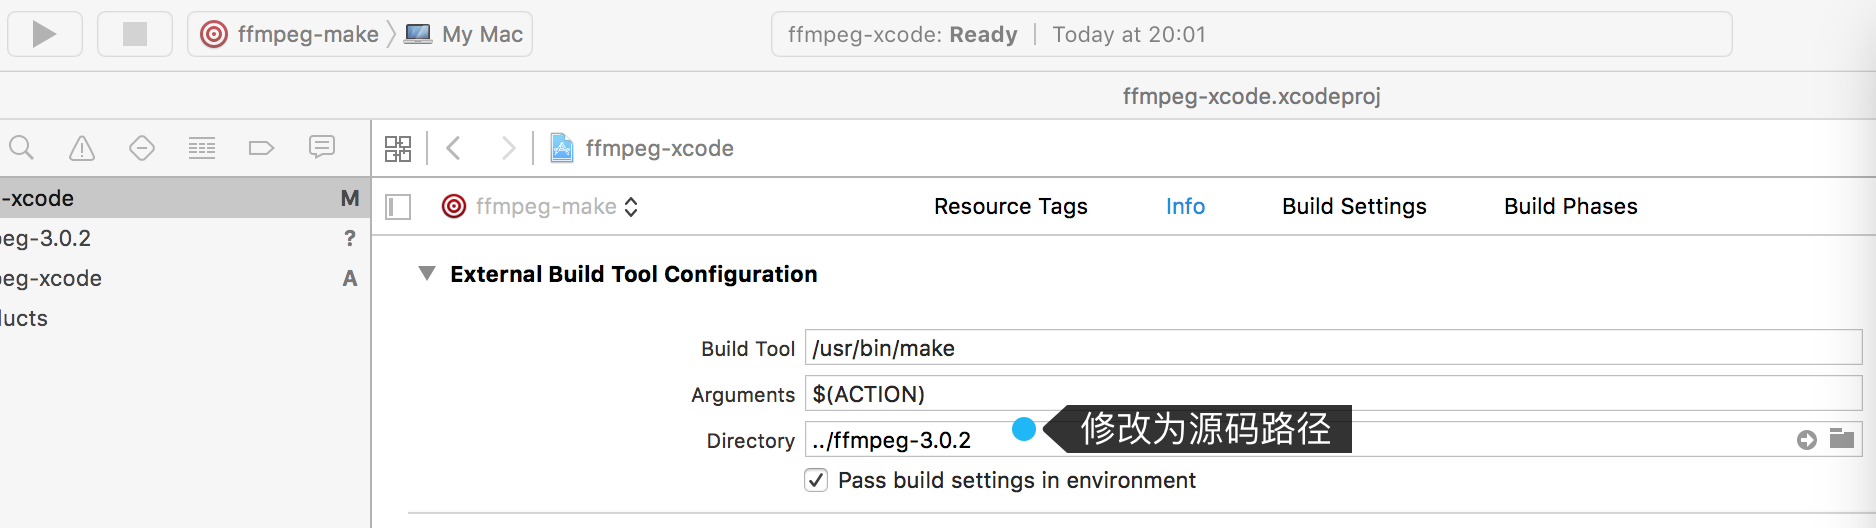 ffmpeg-make My Mac
ffmpeg-xcode: Ready | Today at 20:01
ffmpeg-xcode.xcodeproj
ffmpeg-xcode
-xcode M
peg-3.0.2 ?
peg-xcode A
ducts
ffmpeg-make
Resource Tags Info Build Settings Build Phases
External Build Tool Configuration
Build Tool /usr/bin/make
Arguments $(ACTION)
Directory ../ffmpeg-3.0.2
修改为源码路径
Pass build settings in environment